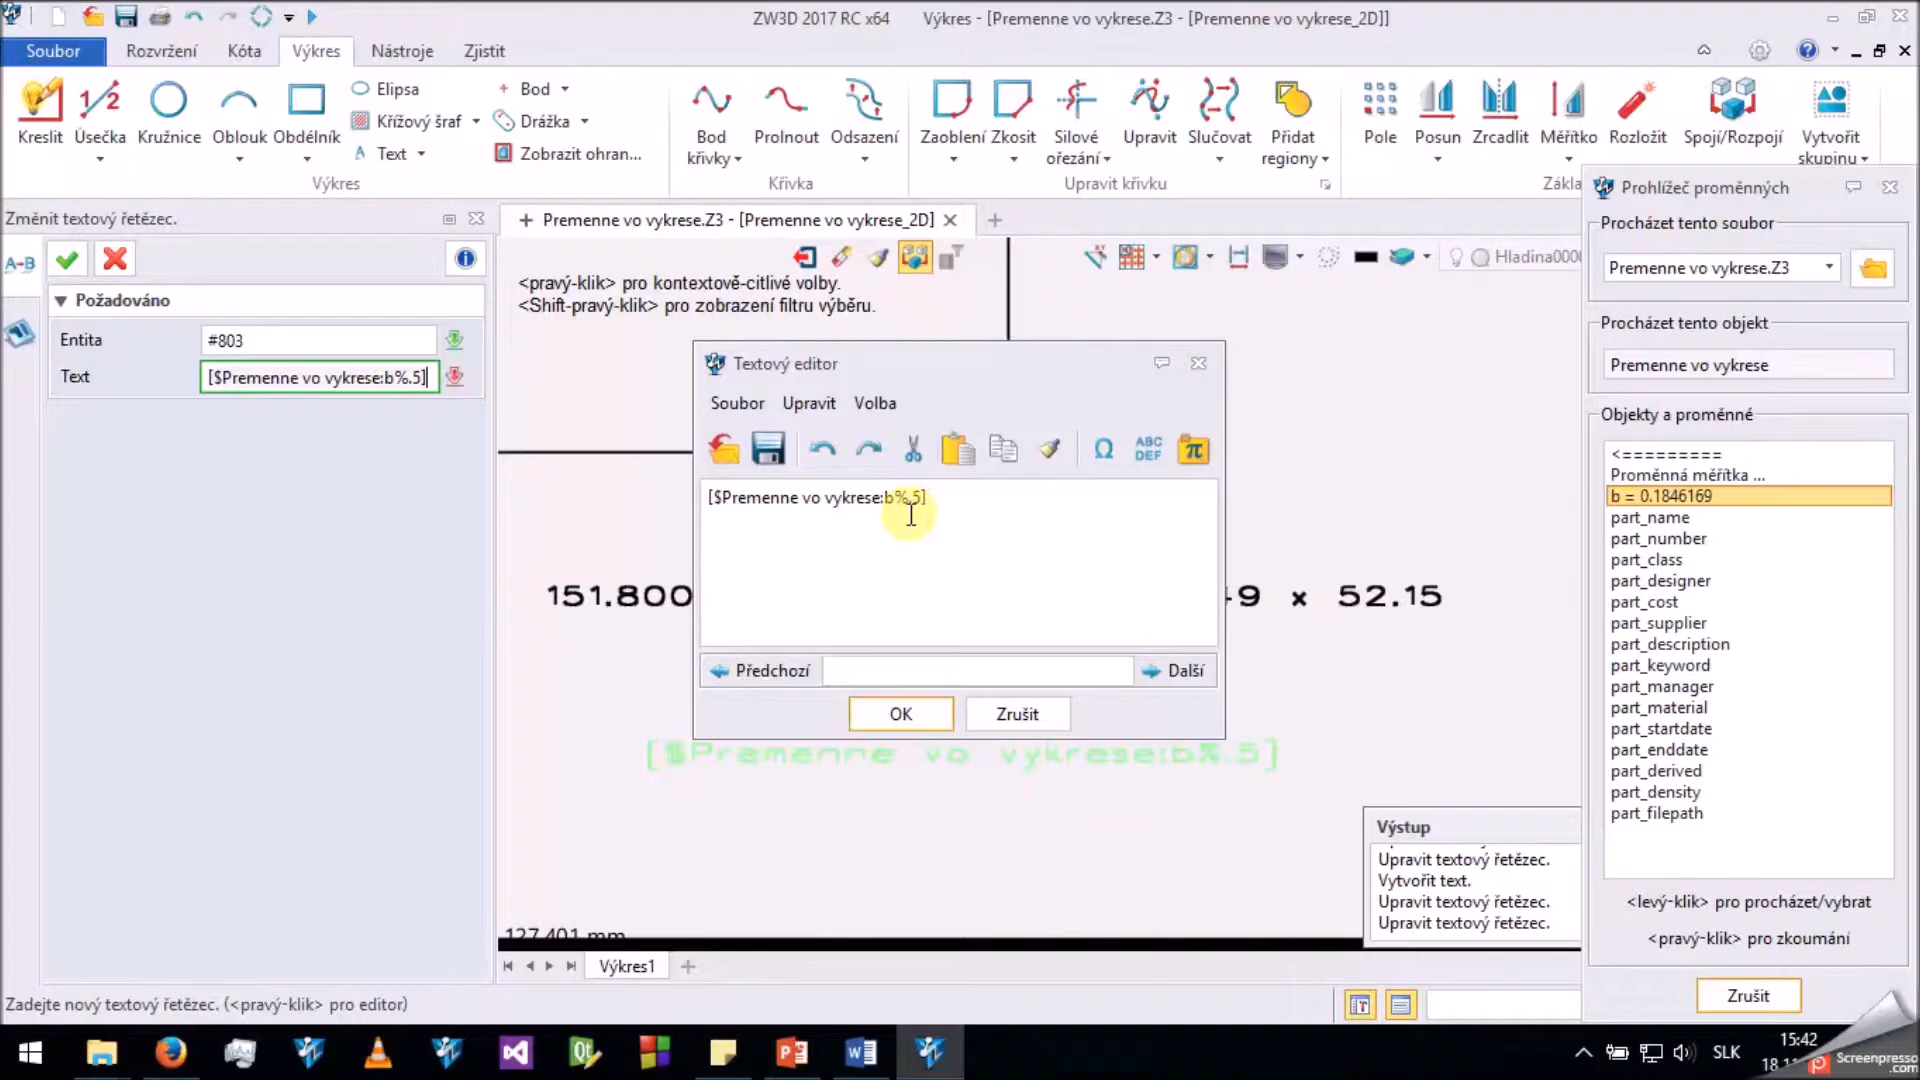 ZW3D 2017 RC x64
Výkres - [Premenne vo vykrese.Z3 - [Premenne vo vykrese_2D]]
Soubor
Rozvržení
Kóta
Výkres
Nástroje
Zjistit
Kreslit
Úsečka
Kružnice
Oblouk
Obdélník
Elipsa
Křížový šraf
Text
Bod
Drážka
Zobrazit ohran...
Výkres
Bod křivky
Prolnout
Odsazení
Křivka
Zaoblení
Zkosit
Silové ořezání
Upravit
Slučovat
Přidat regiony
Upravit křivku
Pole
Posun
Zrcadlit
Měřítko
Rozložit
Spojí/Rozpojí
Vytvořit skupinu
Změnit textový řetězec.
Požadováno
Entita
#803
Text
[$Premenne vo vykrese:b%.5]
Premenne vo vykrese.Z3 - [Premenne vo vykrese_2D]
<pravý-klik> pro kontextově-citlivé volby.
<Shift-pravý-klik> pro zobrazení filtru výběru.
Textový editor
Soubor
Upravit
Volba
ABC
DEF
[$Premenne vo vykrese:b%.5]
Předchozí
Další
OK
Zrušit
151.800
9 x 52.15
[$Premenne vo vykrese:b%.5]
127.401 mm
Výstup
Upravit textový řetězec.
Vytvořit text.
Upravit textový řetězec.
Upravit textový řetězec.
Výkres1
Prohlížeč proměnných
Procházet tento soubor
Premenne vo vykrese.Z3
Procházet tento objekt
Premenne vo vykrese
Objekty a proměnné
<=========
Proměnná měřítka ...
b = 0.1846169
part_name
part_number
part_class
part_designer
part_cost
part_supplier
part_description
part_keyword
part_manager
part_material
part_startdate
part_enddate
part_derived
part_density
part_filepath
<levý-klik> pro procházet/vybrat
<pravý-klik> pro zkoumání
Zrušit
Zadejte nový textový řetězec. (<pravý-klik> pro editor)
SLK
15:42
Screenpresso
.com